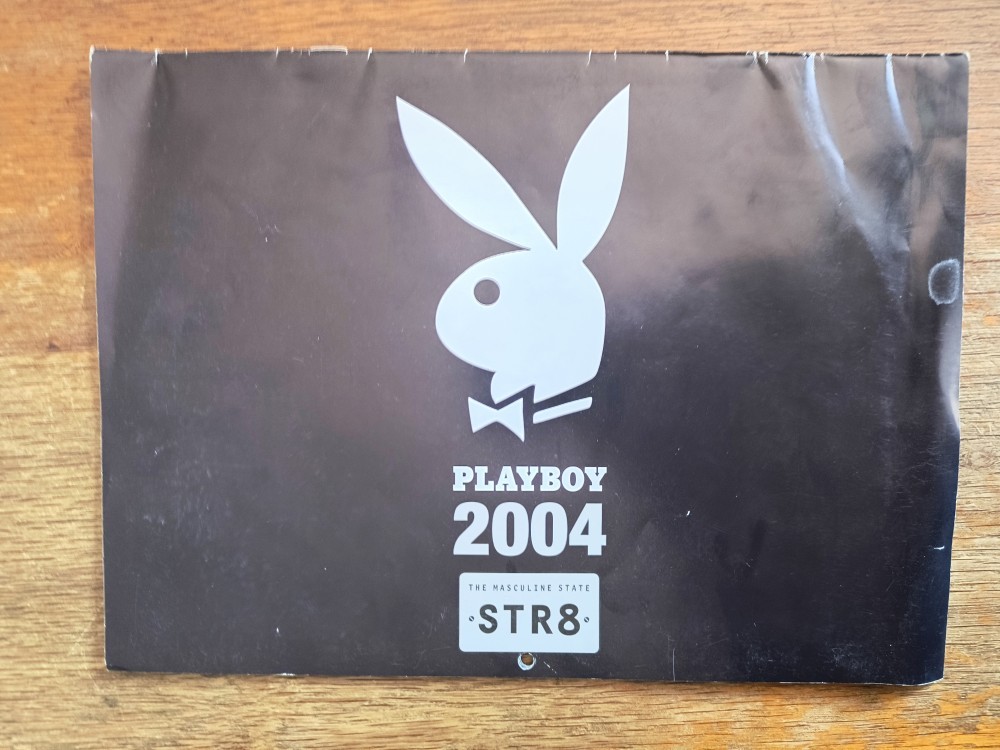 PLAYBOY
2004
THE MASCULINE STATE
STR8